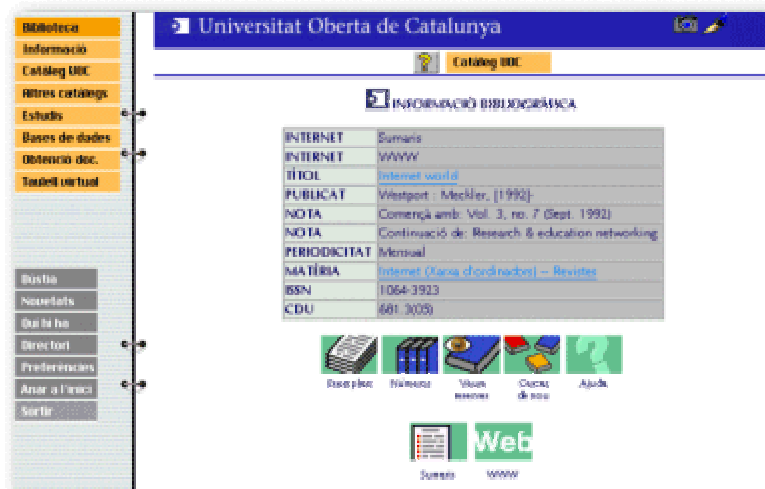 Biblioteca
Informació
Catàleg UOC
Altres catàlegs
Estudis
Bases de dades
Obtenció doc.
Taulell virtual
Bústia
Novetats
Qui hi ha
Directori
Preferències
Anar a l'inici
Sortir
Universitat Oberta de Catalunya
? Catàleg UOC
INFORMACIÓ BIBLIOGRÀFICA
INTERNET Sumaris
INTERNET WWW
TÍTOL Internet world
PUBLICAT Westport : Meckler, [1992]-
NOTA Començà amb: Vol. 3, no. 7 (Sept. 1992)
NOTA Continuació de: Research & education networking
PERIODICITAT Mensual
MATÈRIA Internet (Xarxa d'ordinadors) -- Revistes
ISSN 1064-3923
CDU 681.3(05)
Números Ajuda
de nou
Web
Sumaris WWW